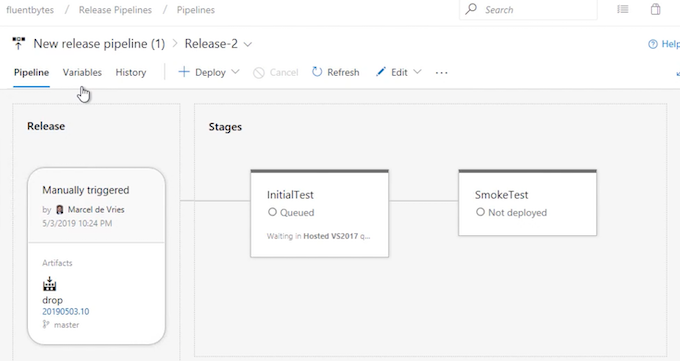 fluentbytes / Release Pipelines / Pipelines
Search
New release pipeline (1) > Release-2
Help
Pipeline Variables History + Deploy Cancel Refresh Edit ...
Release
Stages
Manually triggered
by Marcel de Vries
5/3/2019 10:24 PM
Artifacts
drop
20190503.10
master
InitialTest
Queued
Waiting in Hosted VS2017 q...
SmokeTest
Not deployed